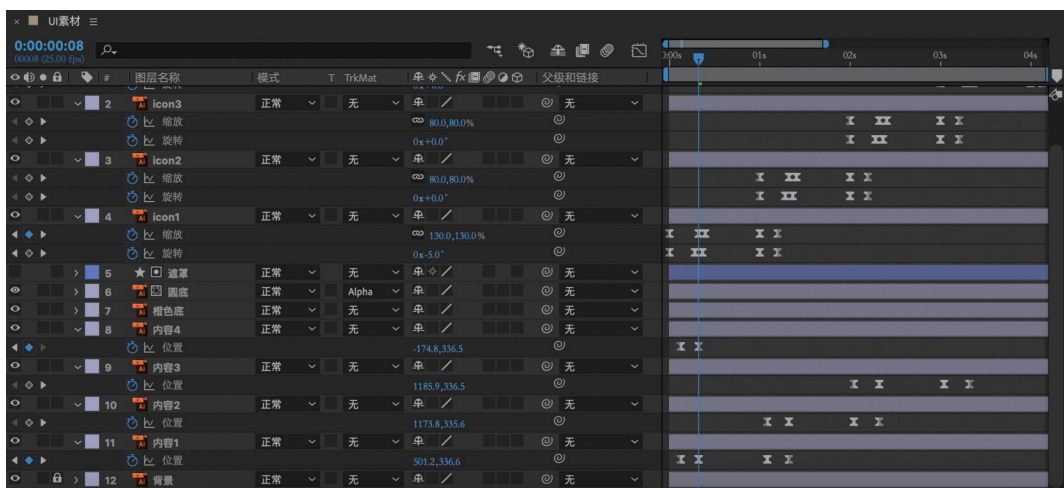 × UI素材
0:00:00:08
00008 (25.00 fps)
0:00s 01s 02s 03s 04s
# 图层名称 模式 T TrkMat 父级和链接
2 icon3 正常 无 无
缩放 80.0,80.0%
旋转 0x+0.0°
3 icon2 正常 无 无
缩放 80.0,80.0%
旋转 0x+0.0°
4 icon1 正常 无 无
缩放 130.0,130.0%
旋转 0x-5.0°
5 遮罩 正常 无 无
6 圆底 正常 Alpha 无
7 橙色底 正常 无 无
8 内容4 正常 无 无
位置 -174.8,336.5
9 内容3 正常 无 无
位置 1185.9,336.5
10 内容2 正常 无 无
位置 1173.8,335.6
11 内容1 正常 无 无
位置 501.2,336.6
12 背景 正常 无 无